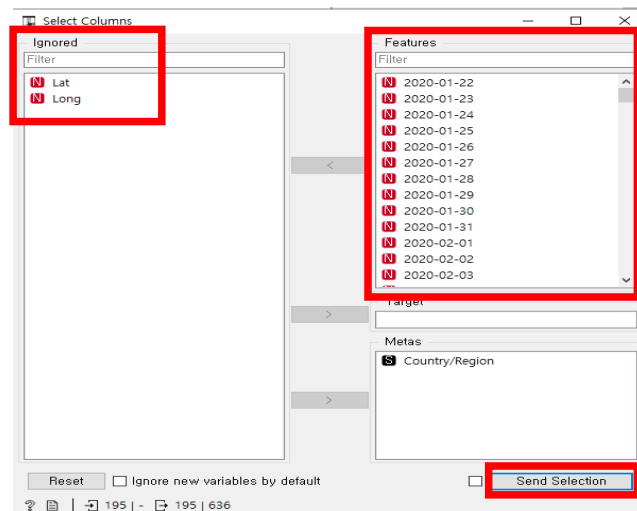 Select Columns
Ignored
Filter
N Lat
N Long
<
>
>
Features
Filter
N 2020-01-22
N 2020-01-23
N 2020-01-24
N 2020-01-25
N 2020-01-26
N 2020-01-27
N 2020-01-28
N 2020-01-29
N 2020-01-30
N 2020-01-31
N 2020-02-01
N 2020-02-02
N 2020-02-03
Target
Metas
S Country/Region
Reset
Ignore new variables by default
Send Selection
? 195 | - 195 | 636